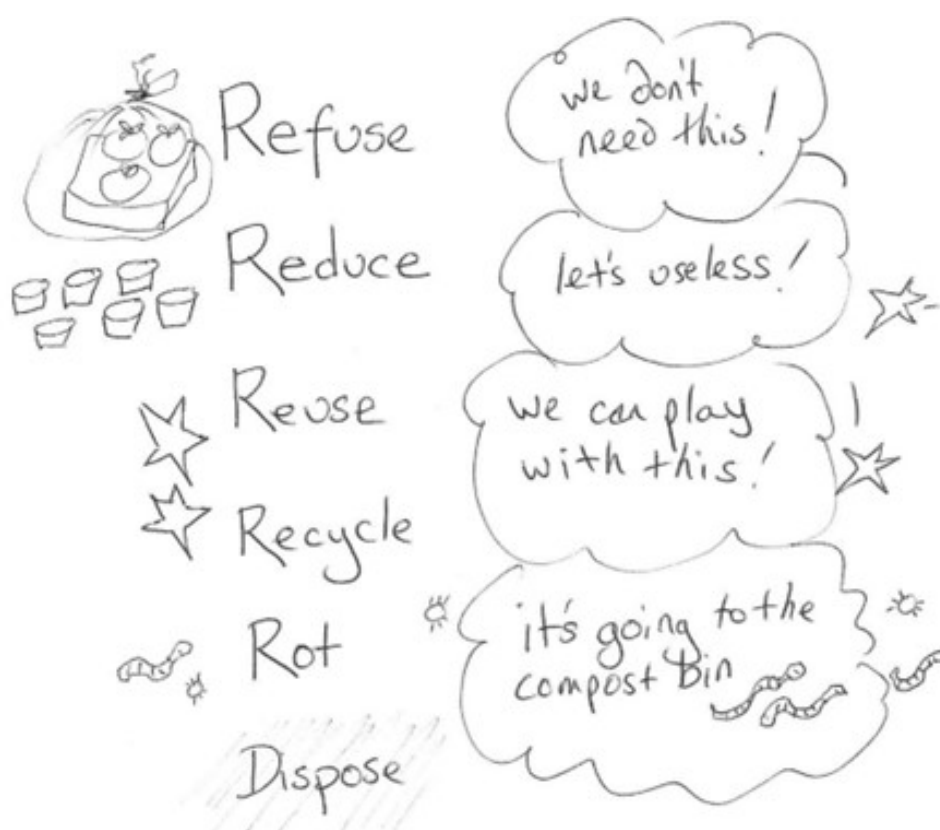 Refuse
we don't
need this!
Reduce
let's useless!
Reuse
we can play
with this!
Recycle
Rot
it's going to the
compost bin
Dispose